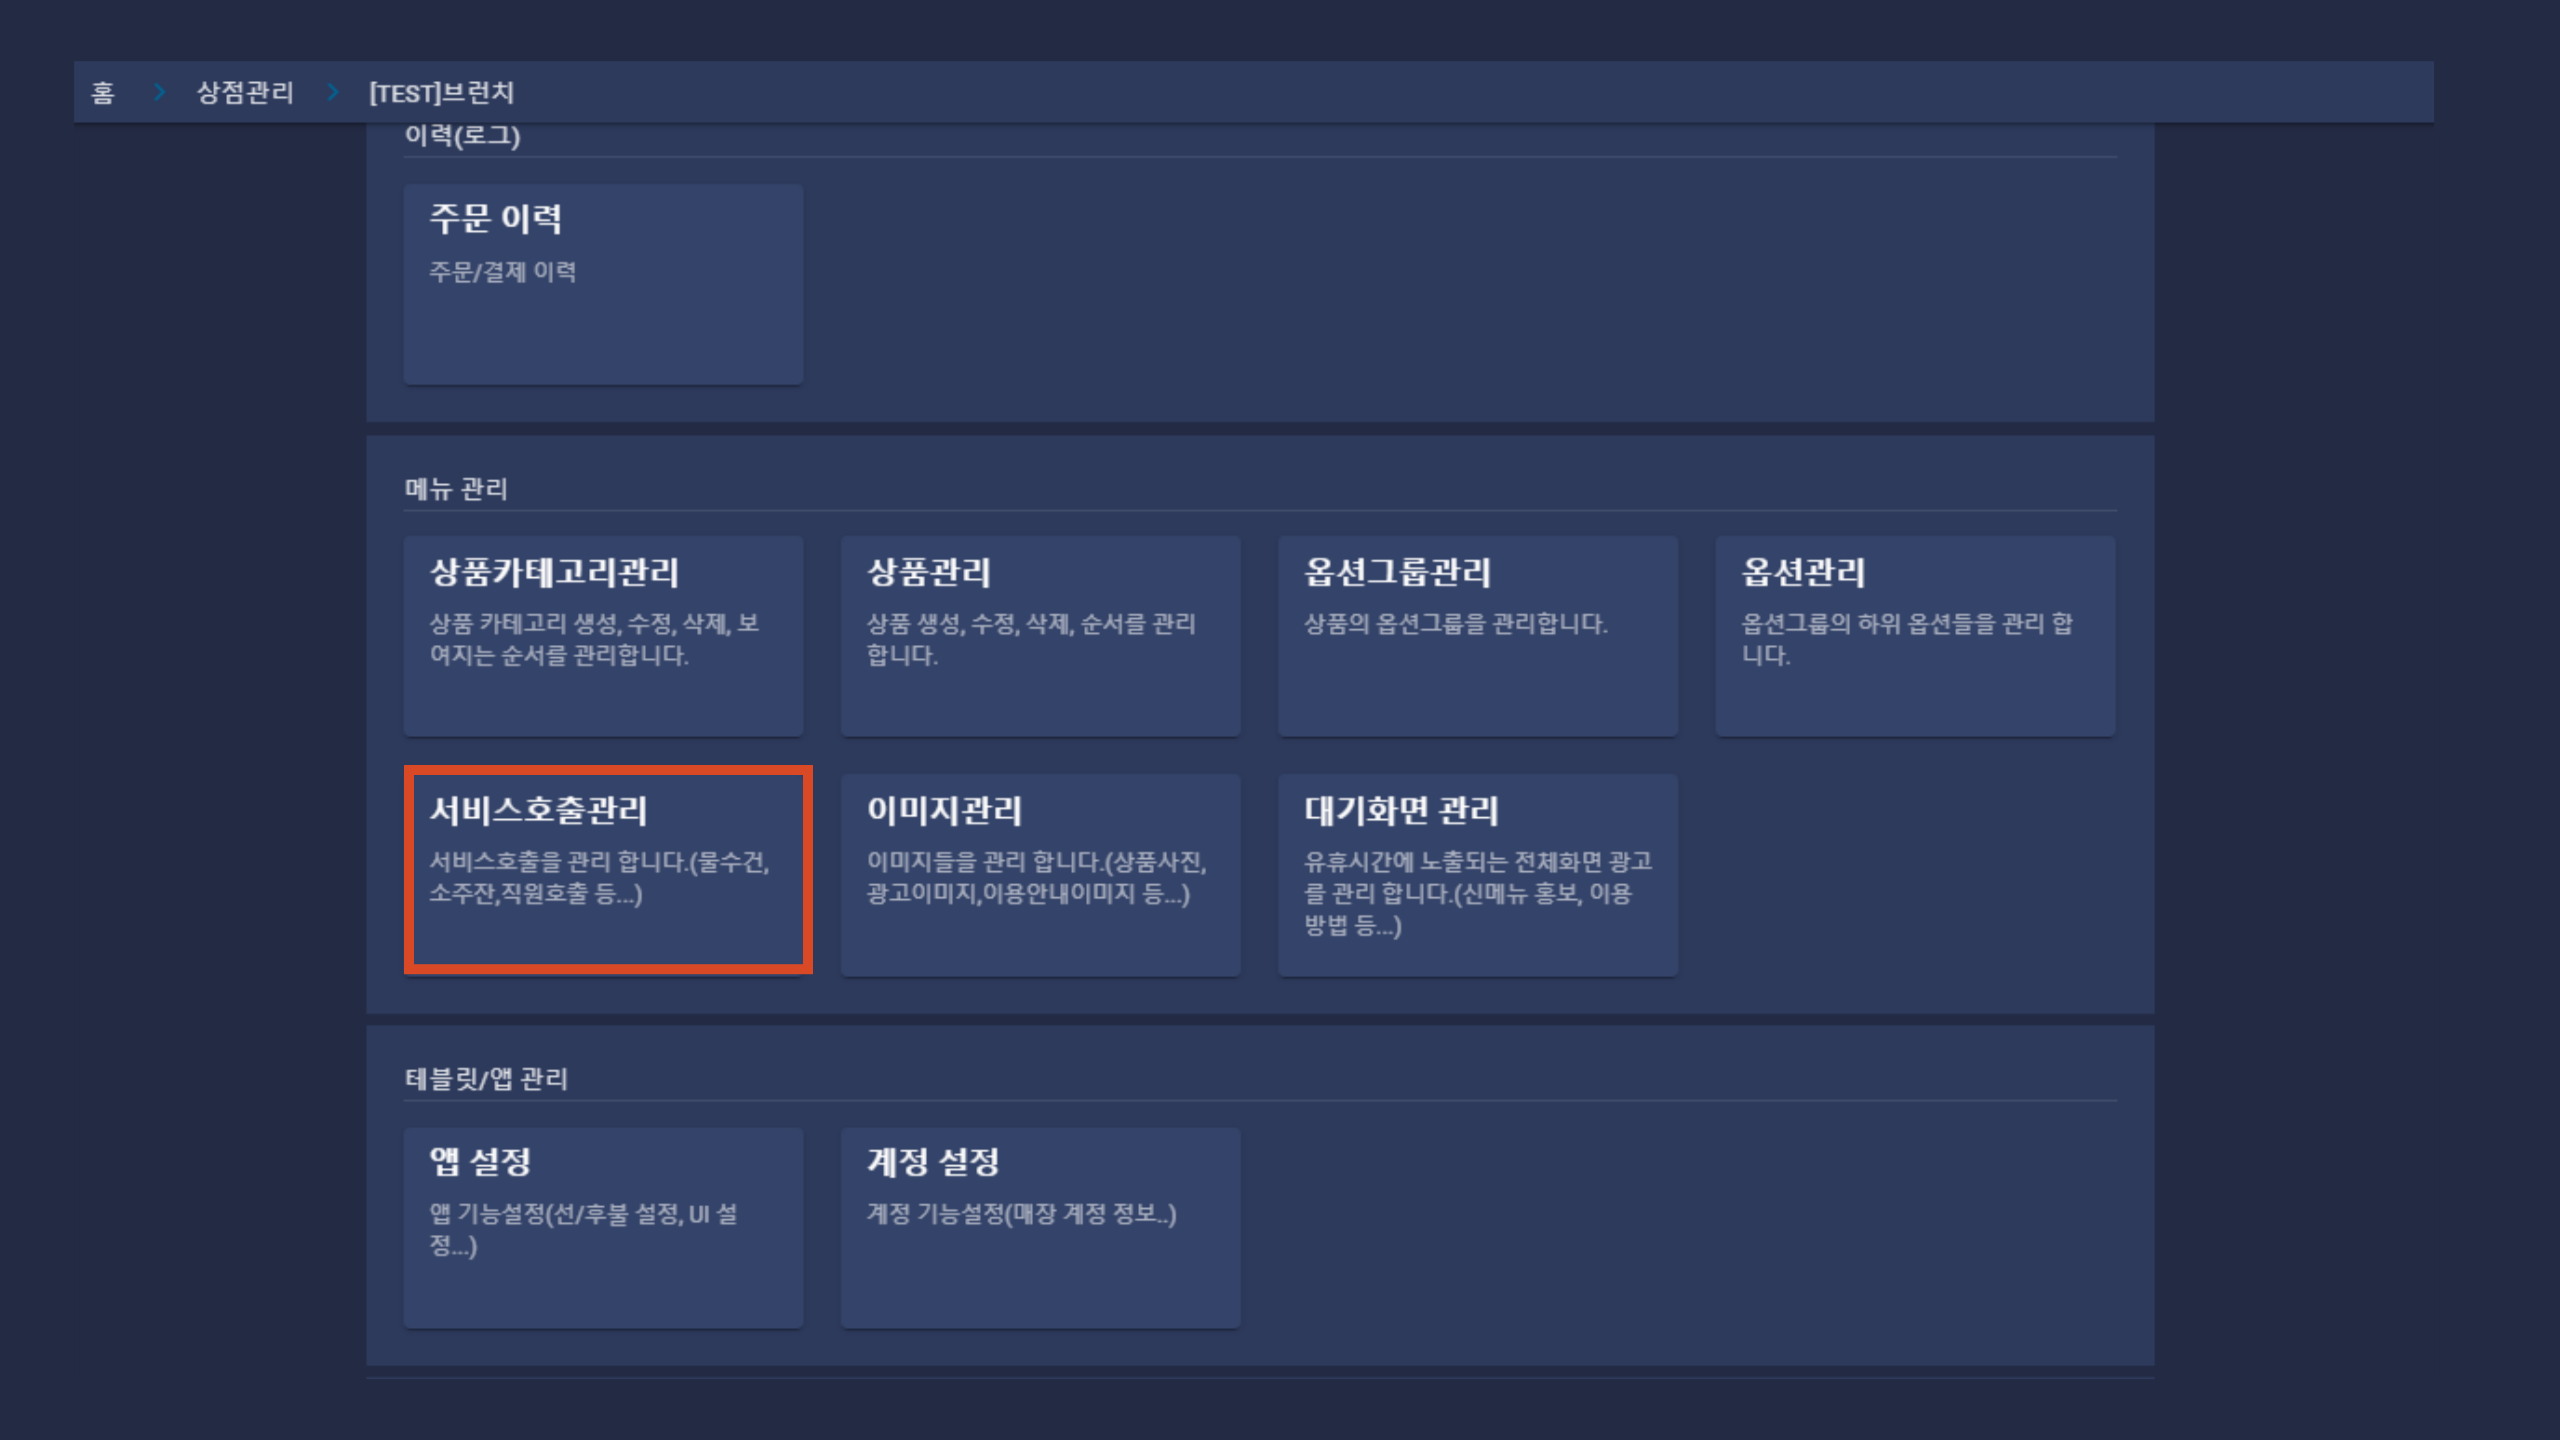 홈 > 상점관리 > [TEST]브런치
이력(로그)
주문 이력
주문/결제 이력
메뉴 관리
상품카테고리관리
상품 카테고리 생성, 수정, 삭제, 보
여지는 순서를 관리합니다.
상품관리
상품 생성, 수정, 삭제, 순서를 관리
합니다.
옵션그룹관리
상품의 옵션그룹을 관리합니다.
옵션관리
옵션그룹의 하위 옵션들을 관리 합
니다.
서비스호출관리
서비스호출을 관리 합니다.(물수건,
소주잔,직원호출 등...)
이미지관리
이미지들을 관리 합니다.(상품사진,
광고이미지,이용안내이미지 등...)
대기화면 관리
유휴시간에 노출되는 전체화면 광고
를 관리 합니다.(신메뉴 홍보, 이용
방법 등...)
테블릿/앱 관리
앱 설정
앱 기능설정(선/후불 설정, UI 설
정...)
계정 설정
계정 기능설정(매장 계정 정보..)